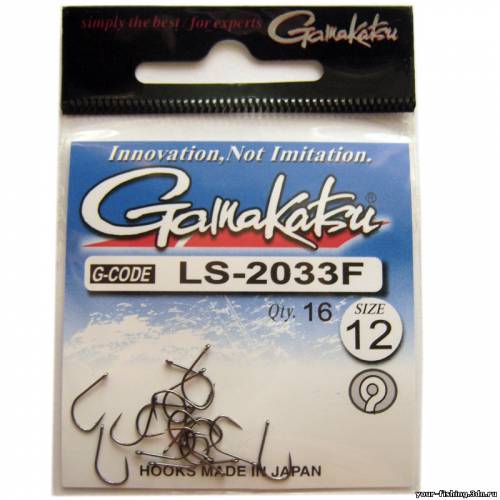 simply the best / for experts
Gamakatsu
Innovation, Not Imitation.
Gamakatsu®
G-CODE LS-2033F
Qty. 16 SIZE
12
HOOKS MADE IN JAPAN
your-fishing.3dn.ru